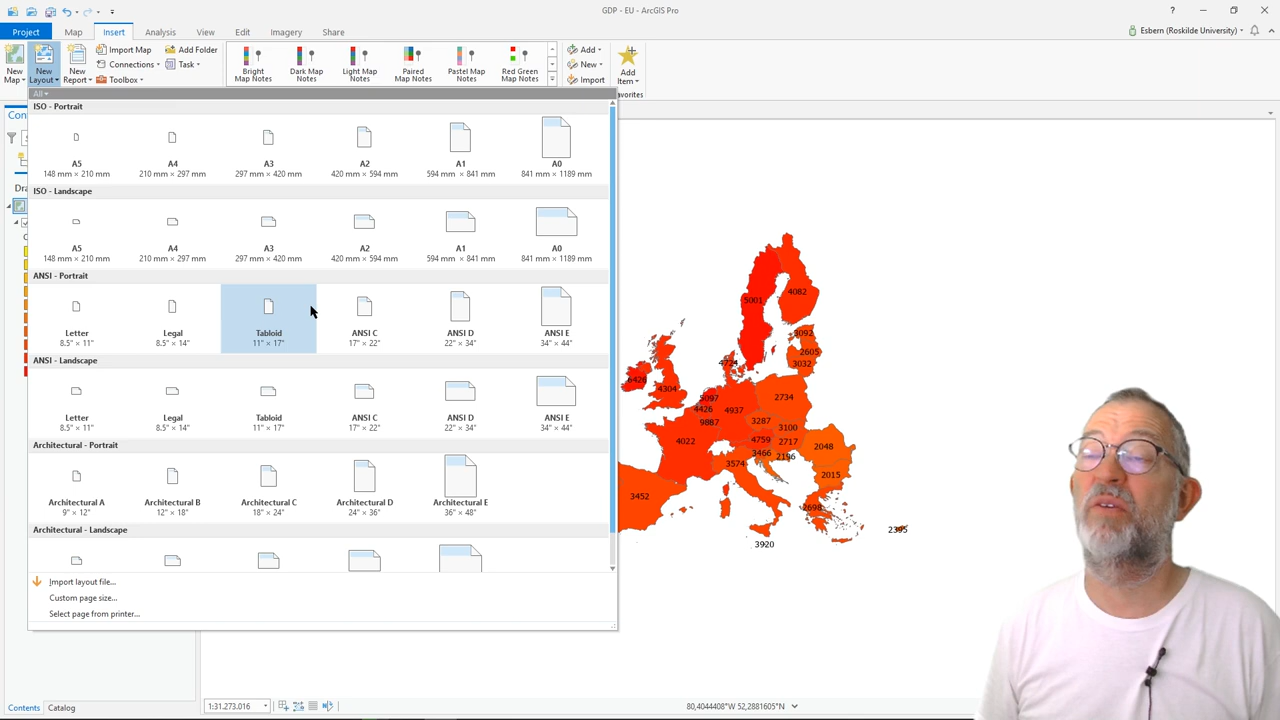 GDP - EU - ArcGIS Pro
?
Project Map Insert Analysis View Edit Imagery Share
Esbern (Roskilde University)
New Map
New Layout
New Report
Import Map
Connections
Toolbox
Add Folder
Task
Bright Map Notes
Dark Map Notes
Light Map Notes
Paired Map Notes
Pastel Map Notes
Red Green Map Notes
Add
New
Import
Add Item
avorites
All
Con
Dra
ISO - Portrait
A5 A4 A3 A2 A1 A0
148 mm × 210 mm 210 mm × 297 mm 297 mm × 420 mm 420 mm × 594 mm 594 mm × 841 mm 841 mm × 1189 mm
ISO - Landscape
A5 A4 A3 A2 A1 A0
148 mm × 210 mm 210 mm × 297 mm 297 mm × 420 mm 420 mm × 594 mm 594 mm × 841 mm 841 mm × 1189 mm
ANSI - Portrait
Letter Legal Tabloid ANSI C ANSI D ANSI E
8.5" × 11" 8.5" × 14" 11" × 17" 17" × 22" 22" × 34" 34" × 44"
ANSI - Landscape
Letter Legal Tabloid ANSI C ANSI D ANSI E
8.5" × 11" 8.5" × 14" 11" × 17" 17" × 22" 22" × 34" 34" × 44"
Architectural - Portrait
Architectural A Architectural B Architectural C Architectural D Architectural E
9" × 12" 12" × 18" 18" × 24" 24" × 36" 36" × 48"
Architectural - Landscape
Import layout file...
Custom page size...
Select page from printer...
4082
5001
3092
2605
3032
4724
6426
4304
5097
4426
4937
2734
9887
3287
3100
4022
4759
2717
2048
3466
2196
3574
2015
3452
2698
2395
3920
1:31.273.016
80,4044408°W 52,2881605°N
Contents Catalog